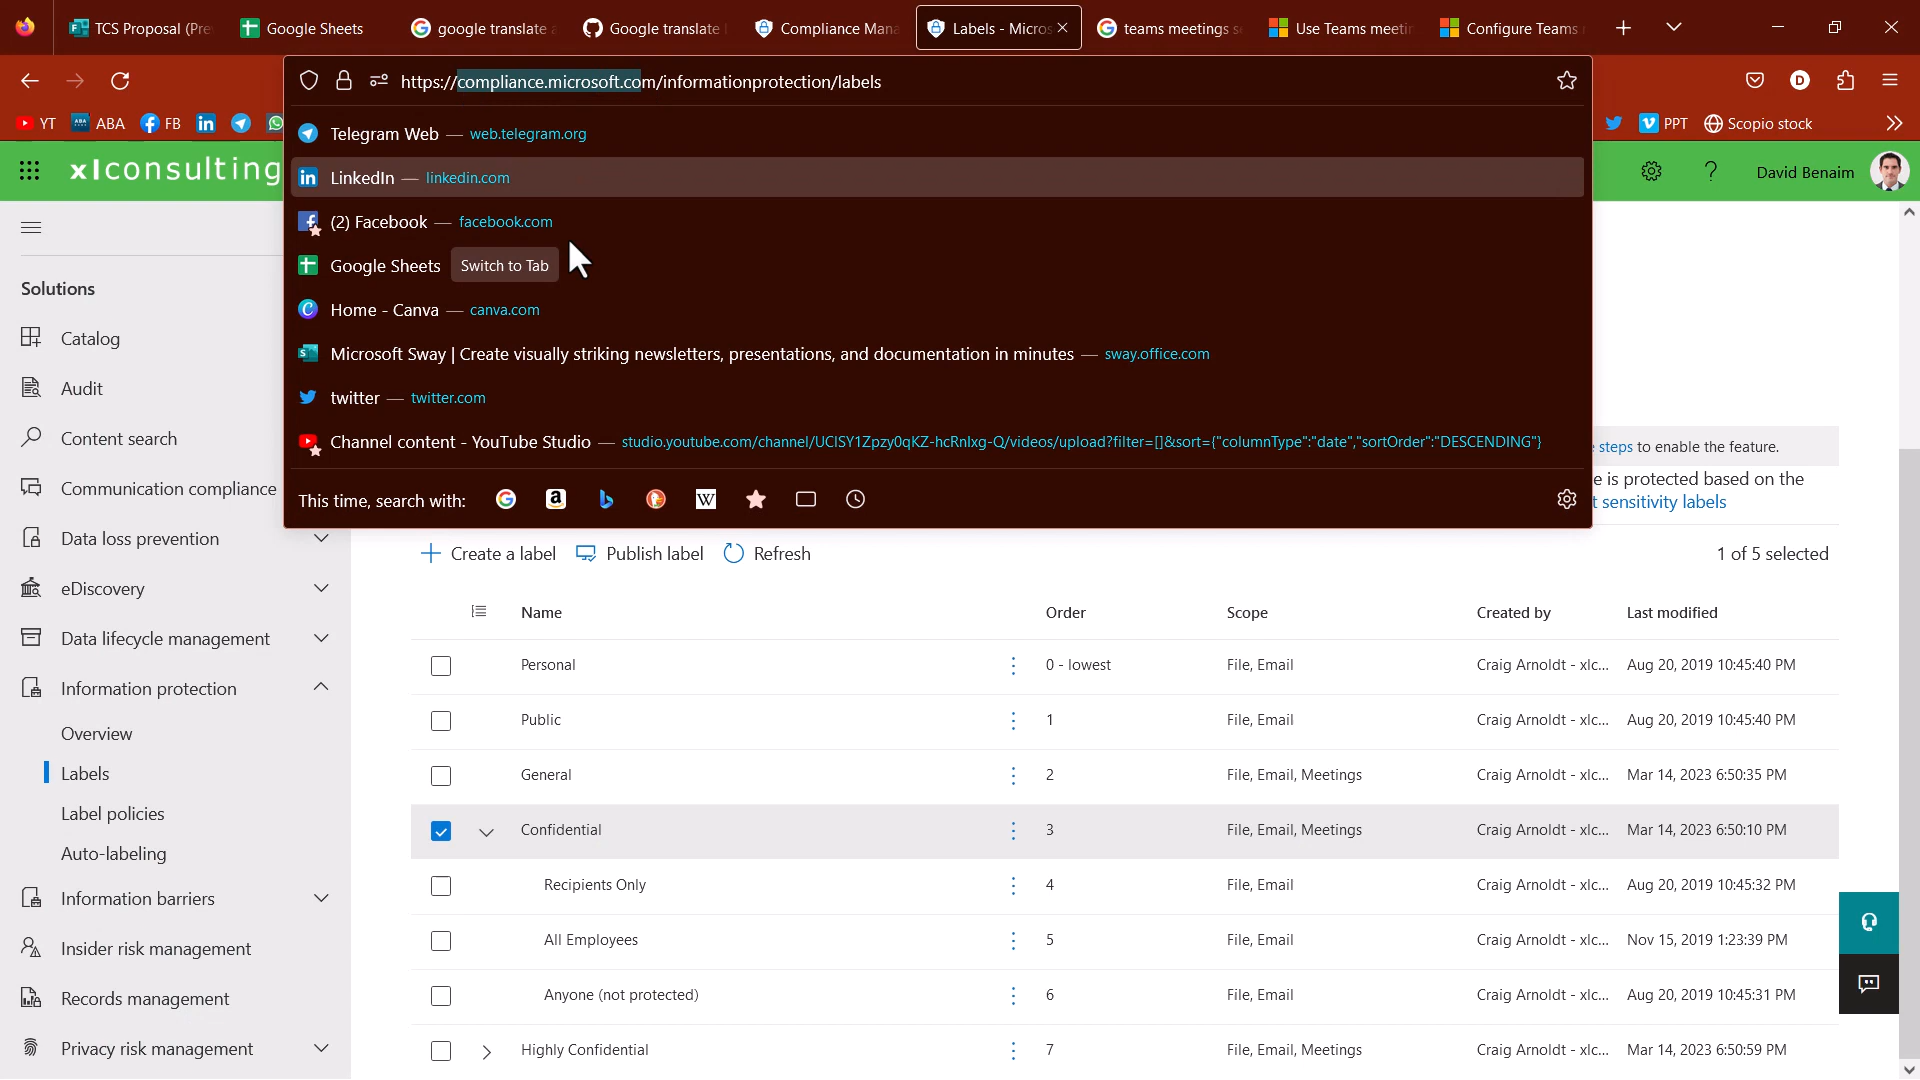 TCS Proposal (Pre
Google Sheets
google translate a
Google translate
Compliance Mana
Labels - Micros
teams meetings s
Use Teams meeti
Configure Teams
https://compliance.microsoft.com/informationprotection/labels
YT
ABA
FB
PPT
Scopio stock
Telegram Web — web.telegram.org
LinkedIn — linkedin.com
(2) Facebook — facebook.com
Google Sheets Switch to Tab
Home - Canva — canva.com
Microsoft Sway | Create visually striking newsletters, presentations, and documentation in minutes — sway.office.com
twitter — twitter.com
Channel content - YouTube Studio — studio.youtube.com/channel/UCISY1Zpzy0qKZ-hcRnlxg-Q/videos/upload?filter=[]&sort={"columnType":"date","sortOrder":"DESCENDING"}
This time, search with:
xlconsulting
David Benaim
Solutions
Catalog
Audit
Content search
Communication compliance
Data loss prevention
eDiscovery
Data lifecycle management
Information protection
Overview
Labels
Label policies
Auto-labeling
Information barriers
Insider risk management
Records management
Privacy risk management
steps to enable the feature.
e is protected based on the
t sensitivity labels
Create a label
Publish label
Refresh
1 of 5 selected
Name Order Scope Created by Last modified
Personal 0 - lowest File, Email Craig Arnoldt - xlc... Aug 20, 2019 10:45:40 PM
Public 1 File, Email Craig Arnoldt - xlc... Aug 20, 2019 10:45:40 PM
General 2 File, Email, Meetings Craig Arnoldt - xlc... Mar 14, 2023 6:50:35 PM
Confidential 3 File, Email, Meetings Craig Arnoldt - xlc... Mar 14, 2023 6:50:10 PM
Recipients Only 4 File, Email Craig Arnoldt - xlc... Aug 20, 2019 10:45:32 PM
All Employees 5 File, Email Craig Arnoldt - xlc... Nov 15, 2019 1:23:39 PM
Anyone (not protected) 6 File, Email Craig Arnoldt - xlc... Aug 20, 2019 10:45:31 PM
Highly Confidential 7 File, Email, Meetings Craig Arnoldt - xlc... Mar 14, 2023 6:50:59 PM